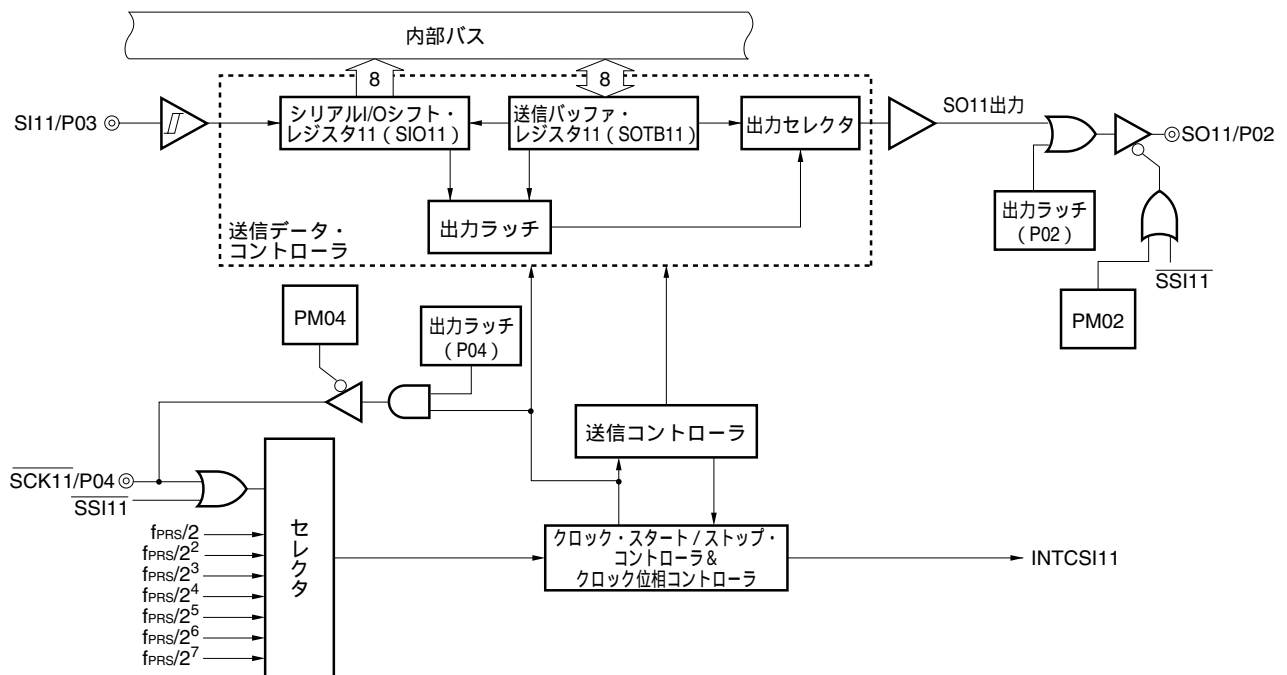 内部バス
8
8
SI11/P03
シリアルI/Oシフト・
レジスタ11（SIO11）
送信バッファ・
レジスタ11（SOTB11）
出力セレクタ
SO11出力
SO11/P02
出力ラッチ
（P02）
出力ラッチ
送信データ・
コントローラ
SSI11
PM02
PM04
出力ラッチ
（P04）
送信コントローラ
SCK11/P04
SSI11
セレクタ
fPRS/2
fPRS/2²
fPRS/2³
fPRS/2⁴
fPRS/2⁵
fPRS/2⁶
fPRS/2⁷
クロック・スタート/ストップ・
コントローラ＆
クロック位相コントローラ
INTCSI11